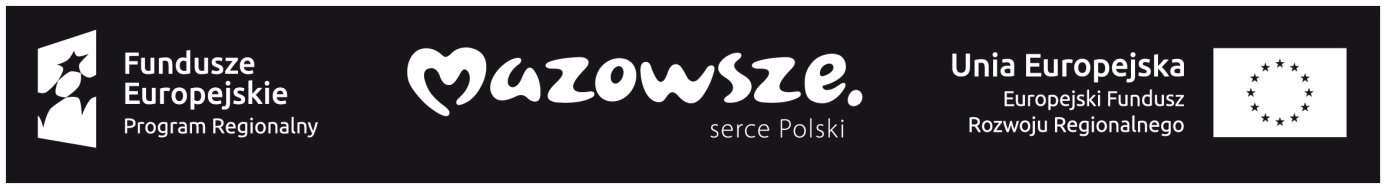 Fundusze
Europejskie
Program Regionalny
Mazowsze.
serce Polski
Unia Europejska
Europejski Fundusz
Rozwoju Regionalnego